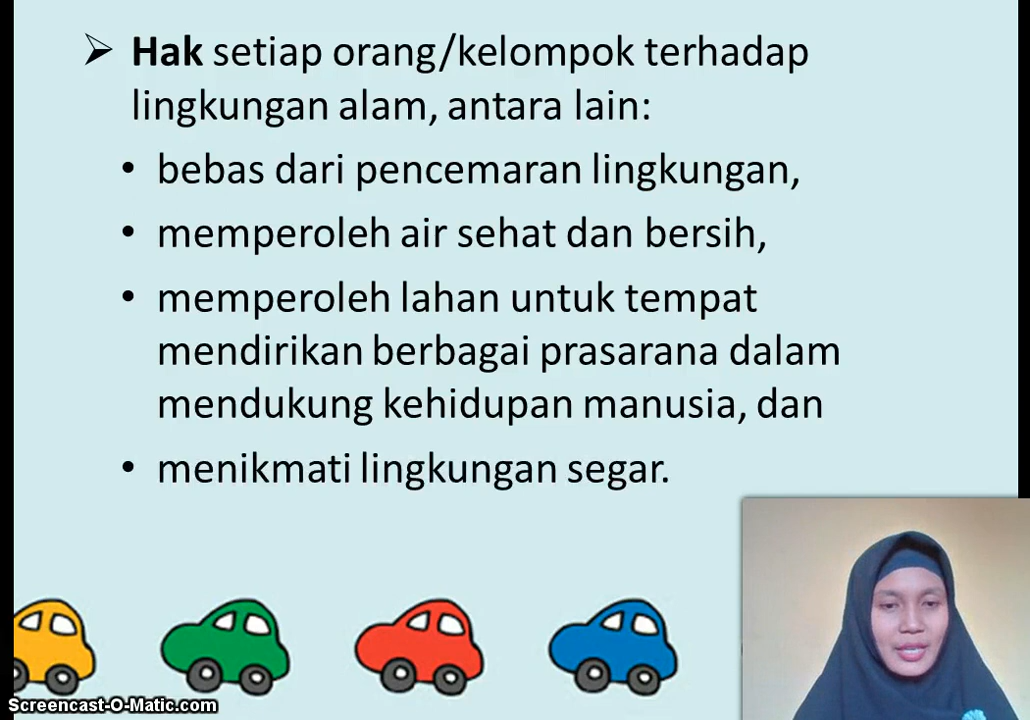 ➢ Hak setiap orang/kelompok terhadap
lingkungan alam, antara lain:
• bebas dari pencemaran lingkungan,
• memperoleh air sehat dan bersih,
• memperoleh lahan untuk tempat
mendirikan berbagai prasarana dalam
mendukung kehidupan manusia, dan
• menikmati lingkungan segar.
Screencast-O-Matic.com